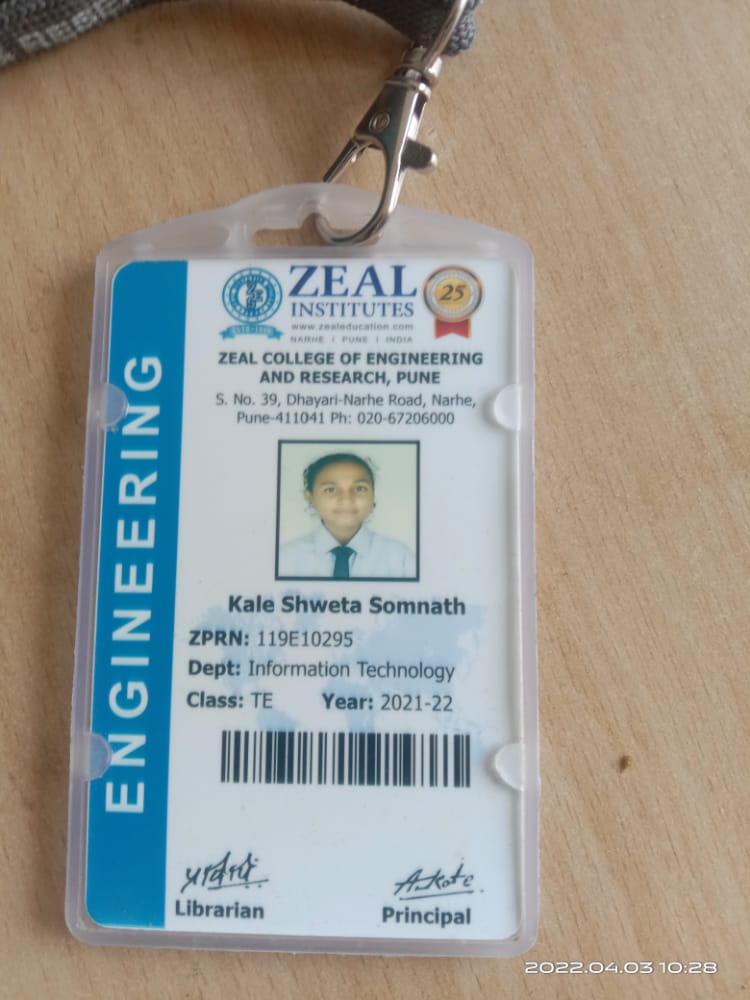 ZEAL
INSTITUTES
www.zealeducation.com
NARHE | PUNE | INDIA
25
ZEAL COLLEGE OF ENGINEERING
AND RESEARCH, PUNE
S. No. 39, Dhayari-Narhe Road, Narhe,
Pune-411041 Ph: 020-67206000
ENGINEERING
Kale Shweta Somnath
ZPRN: 119E10295
Dept: Information Technology
Class: TE Year: 2021-22
Librarian Principal
2022.04.03 10:28